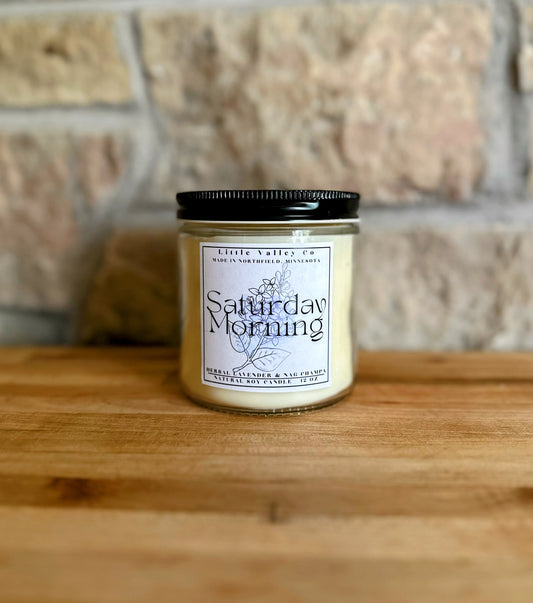 Little Valley Co
MADE IN NORTHFIELD, MINNESOTA
Saturday
Morning
HERBAL LAVENDER & NAG CHAMPA
NATURAL SOY CANDLE 12 OZ